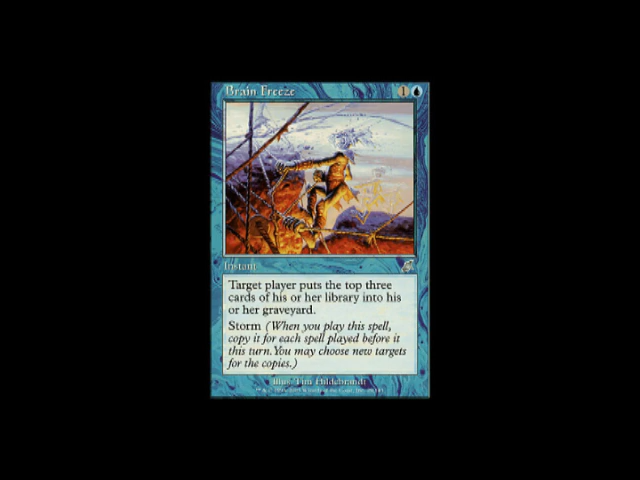 Brain Freeze 1
Instant
Target player puts the top three
cards of his or her library into his
or her graveyard.
Storm (When you play this spell,
copy it for each spell played before it
this turn. You may choose new targets
for the copies.)
Illus. Tim Hildebrandt